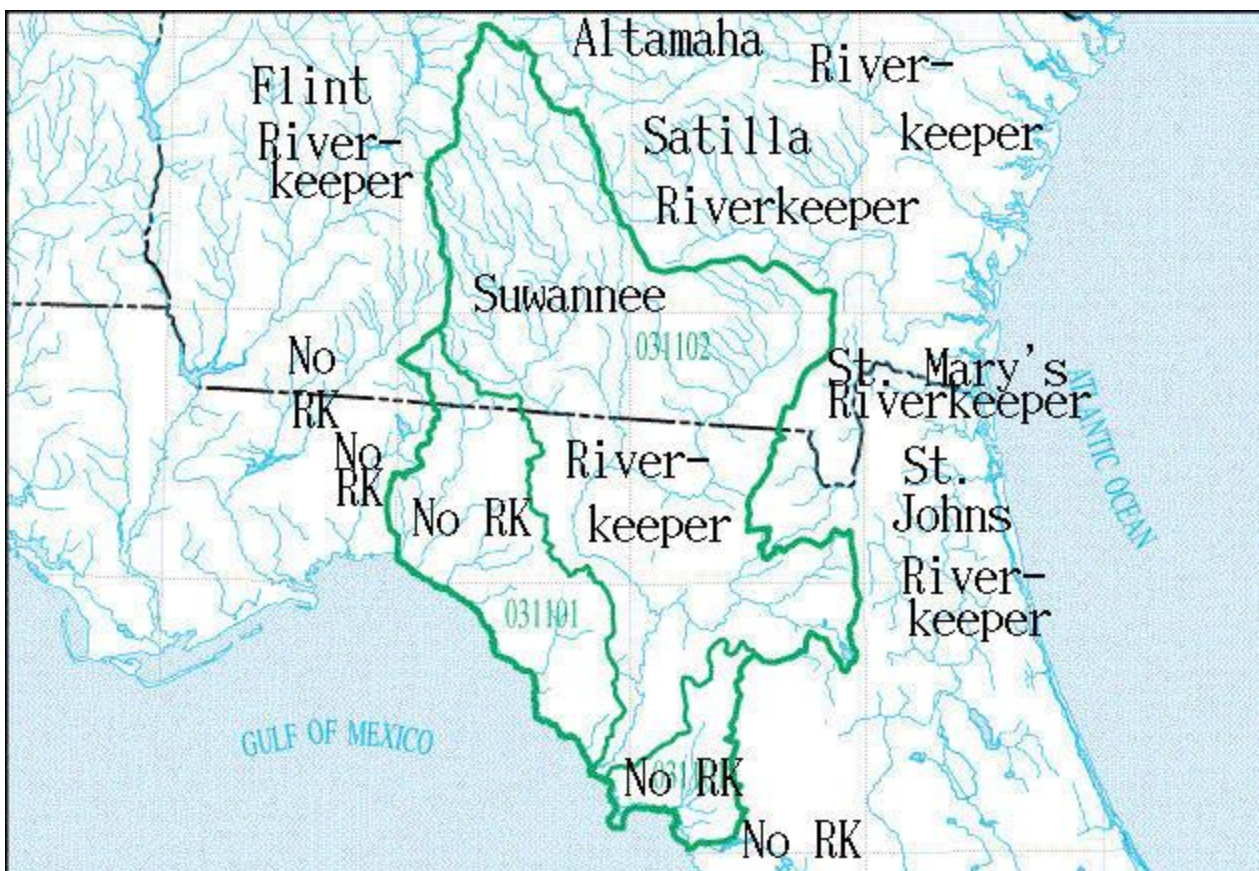 Altamaha
River-
keeper
Flint
River-
keeper
Satilla
Riverkeeper
Suwannee
031102
No
RK
St. Mary's
Riverkeeper
ATLANTIC OCEAN
No
RK
River-
keeper
No RK
St.
Johns
River-
keeper
031101
GULF OF MEXICO
No RK
No RK